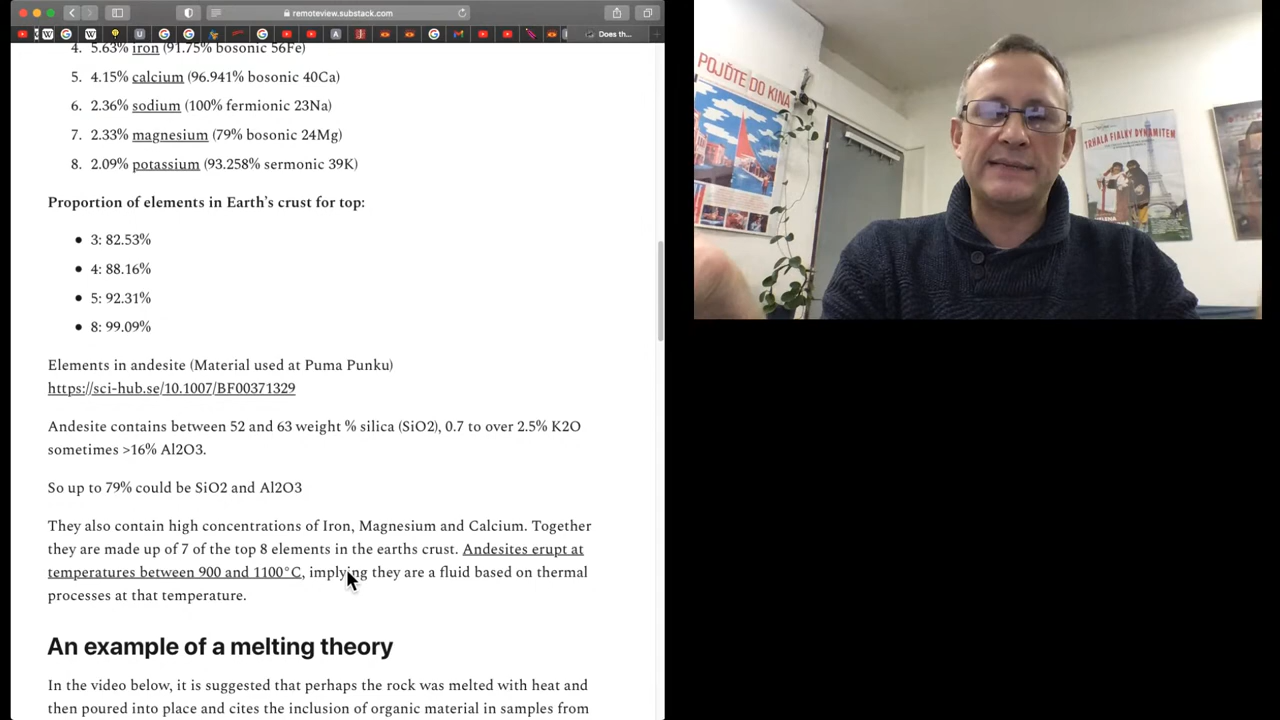 remoteview.substack.com
Does th...
4. 5.63% iron (91.75% bosonic 56Fe)
5. 4.15% calcium (96.941% bosonic 40Ca)
6. 2.36% sodium (100% fermionic 23Na)
7. 2.33% magnesium (79% bosonic 24Mg)
8. 2.09% potassium (93.258% sermonic 39K)
Proportion of elements in Earth's crust for top:
3: 82.53%
4: 88.16%
5: 92.31%
8: 99.09%
Elements in andesite (Material used at Puma Punku)
https://sci-hub.se/10.1007/BF00371329
Andesite contains between 52 and 63 weight % silica (SiO2), 0.7 to over 2.5% K2O
sometimes >16% Al2O3.
So up to 79% could be SiO2 and Al2O3
They also contain high concentrations of Iron, Magnesium and Calcium. Together
they are made up of 7 of the top 8 elements in the earths crust. Andesites erupt at
temperatures between 900 and 1100°C, implying they are a fluid based on thermal
processes at that temperature.
An example of a melting theory
In the video below, it is suggested that perhaps the rock was melted with heat and
then poured into place and cites the inclusion of organic material in samples from
POJĎTE DO KINA
TRHALA FIALKY DYNAMITEM